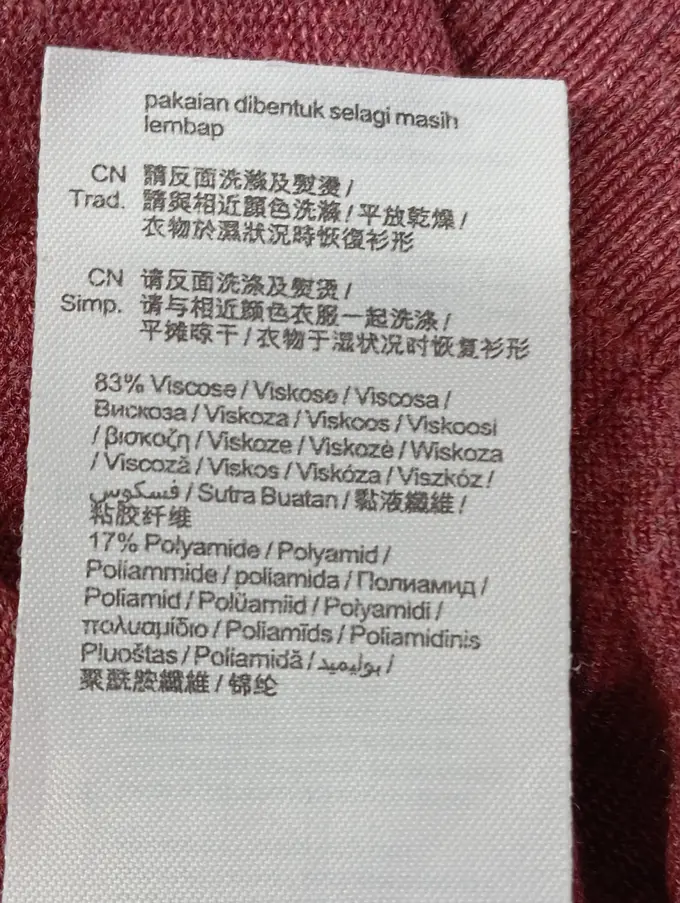 pakaian dibentuk selagi masih
lembap
CN 請反面洗滌及熨燙 /
Trad. 請與相近顏色洗滌 / 平放乾燥 /
衣物於濕狀況時恢復衫形
CN 请反面洗涤及熨烫 /
Simp. 请与相近颜色衣服一起洗涤 /
平摊晾干 / 衣物于湿状况时恢复衫形
83% Viscose / Viskose / Viscosa /
Вискоза / Viskoza / Viskoos / Viskoosi
/ βισκοζη / Viskoze / Viskozė / Wiskoza
/ Viscoză / Viskos / Viskóza / Viszkóz /
فسكوس / Sutra Buatan / 黏液纖維 /
粘胶纤维
17% Polyamide / Polyamid /
Poliammide / poliamida / Полиамид /
Poliamid / Polüamiid / Polyamidi /
πολυαμίδιο / Poliamīds / Poliamidinis
Pluoštas / Poliamidă / بوليميد /
聚酰胺纖維 / 锦纶